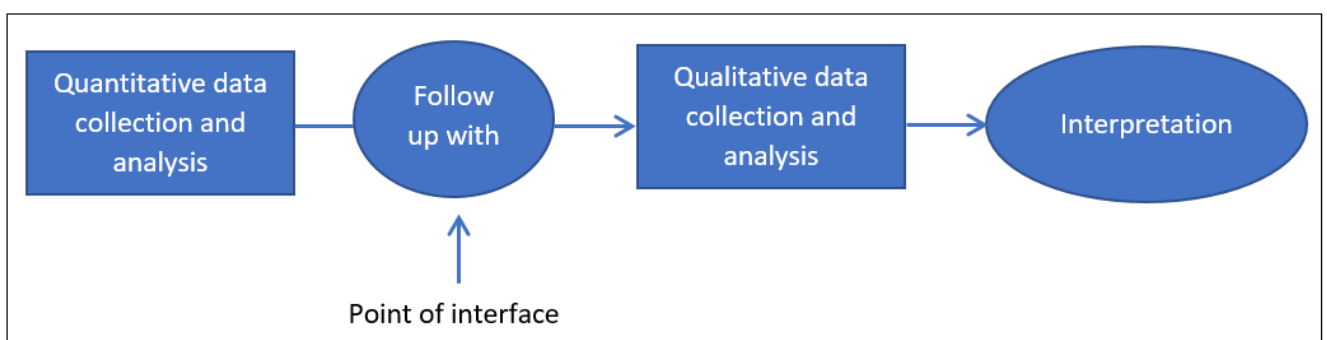 Quantitative data
collection and
analysis
Follow
up with
Qualitative data
collection and
analysis
Interpretation
Point of interface